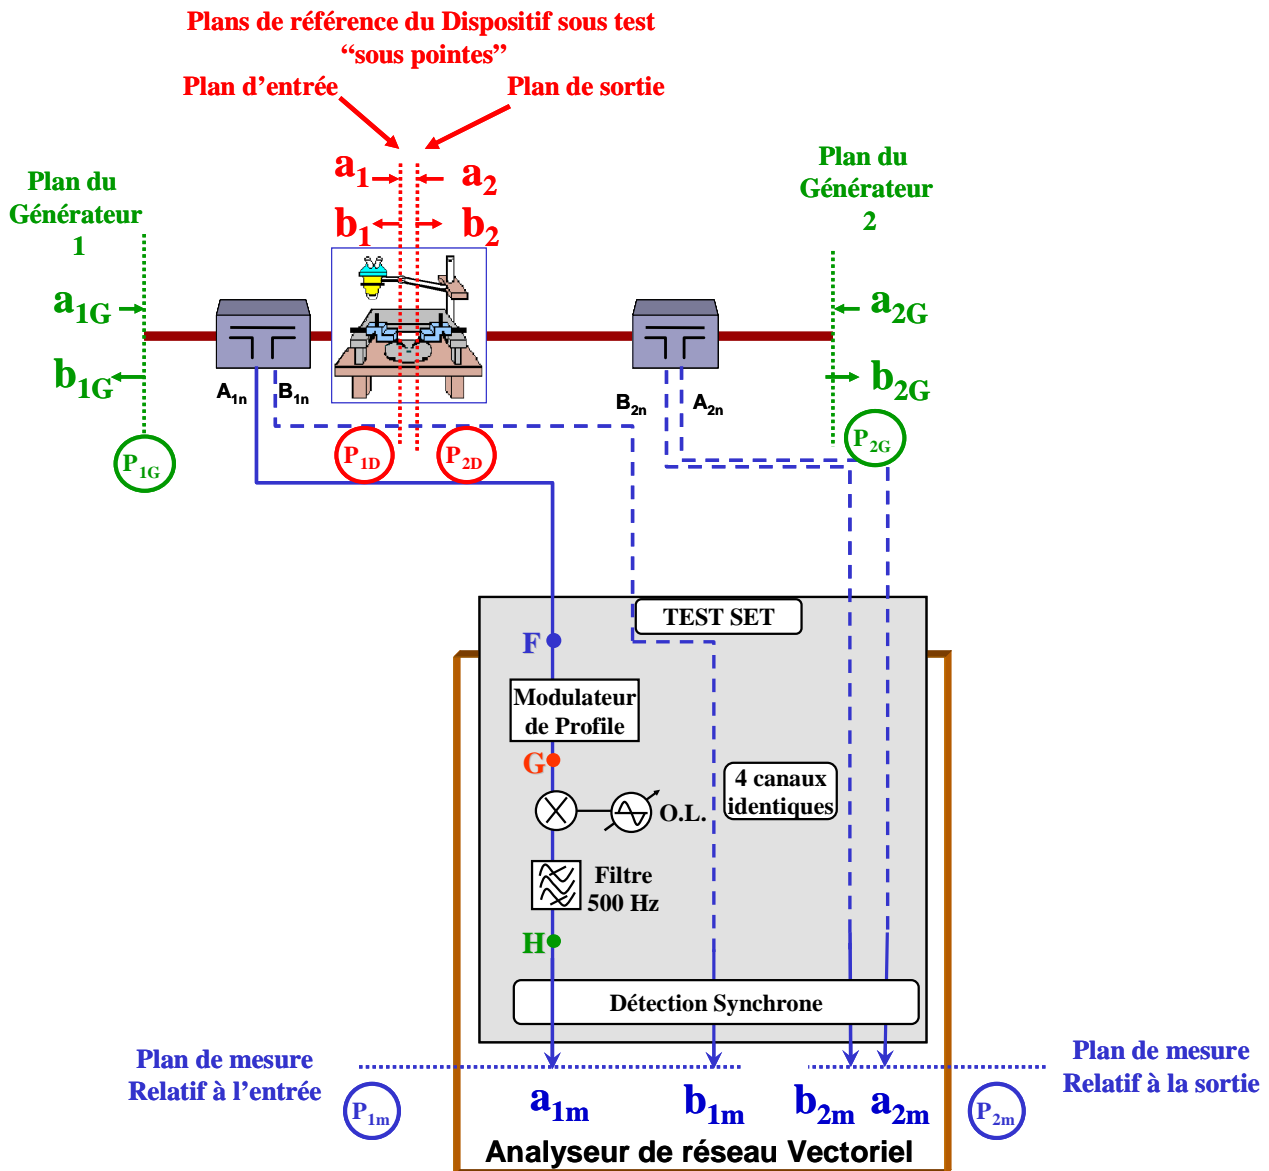 Plans de référence du Dispositif sous test
“sous pointes”
Plan d’entrée
Plan de sortie
a1
a2
b1
b2
Plan du
Générateur
1
a1G
b1G
P1G
Plan du
Générateur
2
a2G
b2G
P2G
A1n
B1n
B2n
A2n
P1D
P2D
TEST SET
F
Modulateur
de Profile
G
O.L.
4 canaux
identiques
Filtre
500 Hz
H
Détection Synchrone
Plan de mesure
Relatif à l’entrée
P1m
a1m
b1m
b2m
a2m
Plan de mesure
Relatif à la sortie
P2m
Analyseur de réseau Vectoriel